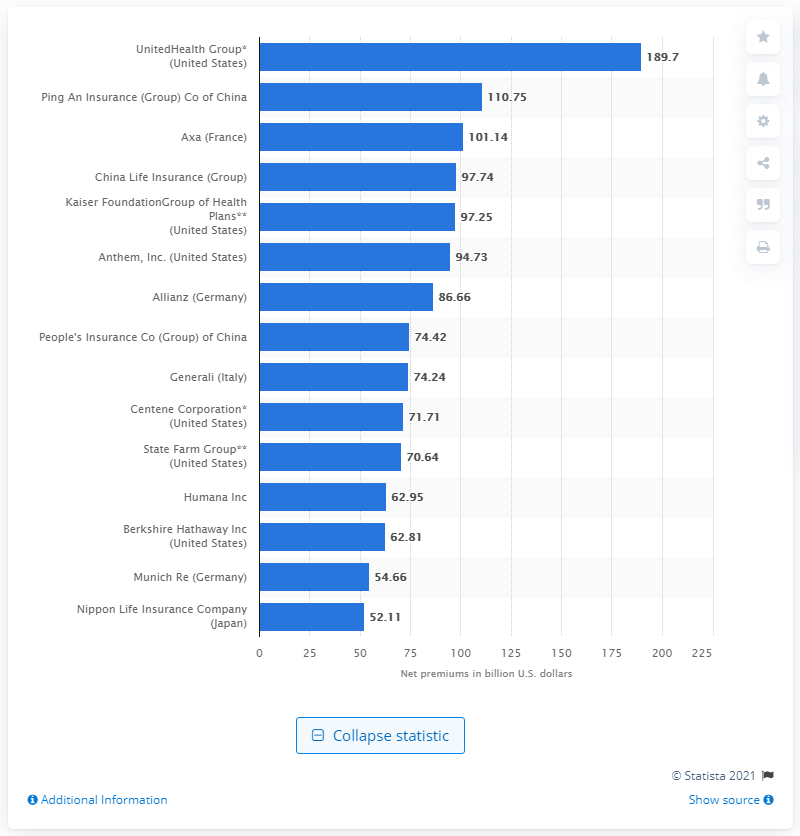 UnitedHealth Group*
(United States)
189.7
Ping An Insurance (Group) Co of China
110.75
Axa (France)
101.14
China Life Insurance (Group)
97.74
Kaiser FoundationGroup of Health
Plans**
(United States)
97.25
Anthem, Inc. (United States)
94.73
Allianz (Germany)
86.66
People's Insurance Co (Group) of China
74.42
Generali (Italy)
74.24
Centene Corporation*
(United States)
71.71
State Farm Group**
(United States)
70.64
Humana Inc
62.95
Berkshire Hathaway Inc
(United States)
62.81
Munich Re (Germany)
54.66
Nippon Life Insurance Company
(Japan)
52.11
0 25 50 75 100 125 150 175 200 225
Net premiums in billion U.S. dollars
Collapse statistic
© Statista 2021
Additional Information
Show source